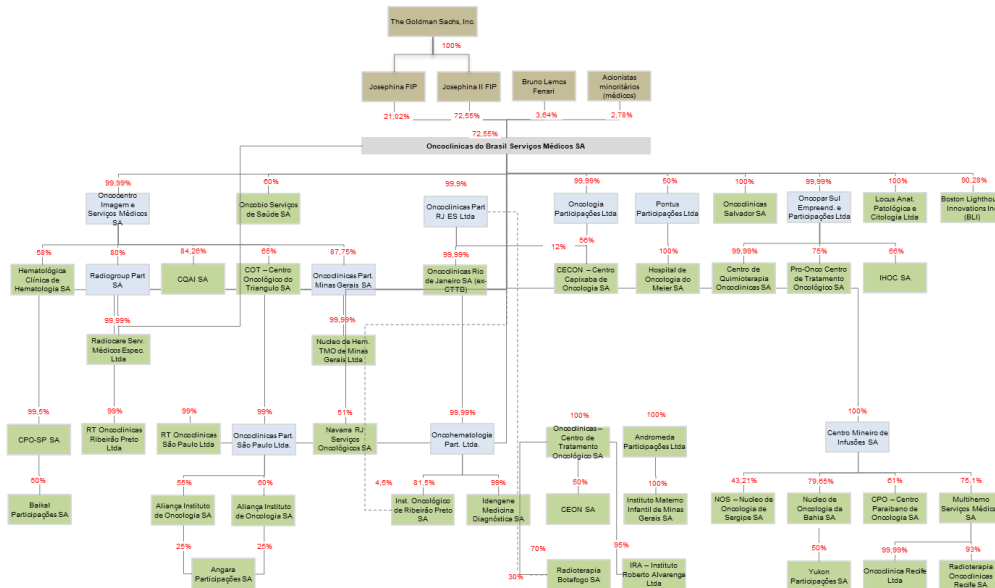 The Goldman Sachs, Inc.
100%
Josephina FIP
Josephina II FIP
Bruno Lemos
Ferrari
Acionistas
minoritários
(médicos)
21,02%
72,55%
3,64%
2,78%
72,55%
Oncoclinicas do Brasil Serviços Médicos SA
99,99%
60%
99,9%
99,99%
50%
100%
99,99%
100%
90,28%
Oncocentro
Imagem e
Serviços Médicos
SA
Oncobio Serviços
de Saúde SA
Oncoclinicas Part
RJ ES Ltda
Oncologia
Participações Ltda
Pontus
Participações Ltda
Oncoclinicas
Salvador SA
Oncopar Sul
Empreend. e
Participações Ltda
Locus Anat.
Patológica e
Citologia Ltda
Boston Lighthou
Innovations Inc
(BLI)
58%
80%
84,26%
65%
87,75%
99,99%
12%
56%
100%
99,99%
75%
66%
Hematológica
Clínica de
Hematologia SA
Radiogroup Part
SA
CQAI SA
COT – Centro
Oncológico do
Triangulo SA
Oncoclinicas Part.
Minas Gerais SA
Oncoclinicas Rio
de Janeiro SA (ex-
CTTB)
CECON – Centro
Capixaba de
Oncologia SA
Hospital de
Oncologia do
Meier SA
Centro de
Quimioterapia
Oncoclinicas SA
Pro-Onco Centro
de Tratamento
Oncológico SA
IHOC SA
99,99%
99,99%
Radiocare Serv.
Médicos Espec.
Ltda
Nucleo de Hem.
TMO de Minas
Gerais Ltda
99,5%
99%
99%
99%
51%
99,99%
100%
100%
100%
CPO-SP SA
RT Oncoclinicas
Ribeirão Preto
Ltda
RT Oncoclinicas
São Paulo Ltda
Oncoclinicas Part.
São Paulo Ltda.
Navarra RJ
Serviços
Oncológicos SA
Oncohematologia
Part. Ltda.
Oncoclinicas –
Centro de
Tratamento
Oncológico SA
Andromeda
Participações Ltda
Centro Mineiro de
Infusões SA
50%
55%
60%
4,5%
81,5%
99%
50%
100%
43,21%
79,65%
61%
75,1%
Baikal
Participações SA
Aliança Instituto
de Oncologia SA
Aliança Instituto
de Oncologia SA
Inst. Oncológico
de Ribeirão Preto
SA
Idengene
Medicina
Diagnóstica SA
CEON SA
Instituto Materno
Infantil de Minas
Gerais SA
NOS – Nucleo de
Oncologia de
Sergipe SA
Nucleo de
Oncologia da
Bahia SA
CPO – Centro
Paraibano de
Oncologia SA
Multihemo
Serviços Médicos
SA
25%
25%
70%
95%
50%
99,99%
93%
Angara
Participações SA
30%
Radioterapia
Botafogo SA
IRA – Instituto
Roberto Alvarenga
Ltda
Yukon
Participações SA
Oncoclinica Recife
Ltda
Radioterapia
Oncoclinicas
Recife SA